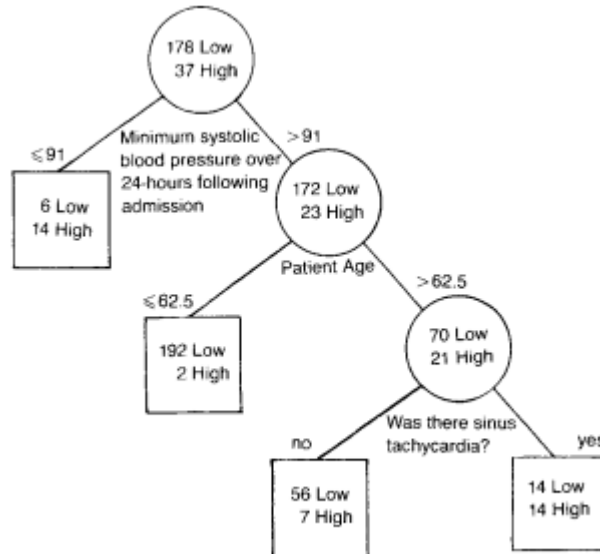 178 Low
37 High
⩽91
Minimum systolic
blood pressure over
24-hours following
admission
>91
6 Low
14 High
172 Low
23 High
Patient Age
⩽62.5
>62.5
192 Low
2 High
70 Low
21 High
Was there sinus
tachycardia?
no
yes
56 Low
7 High
14 Low
14 High